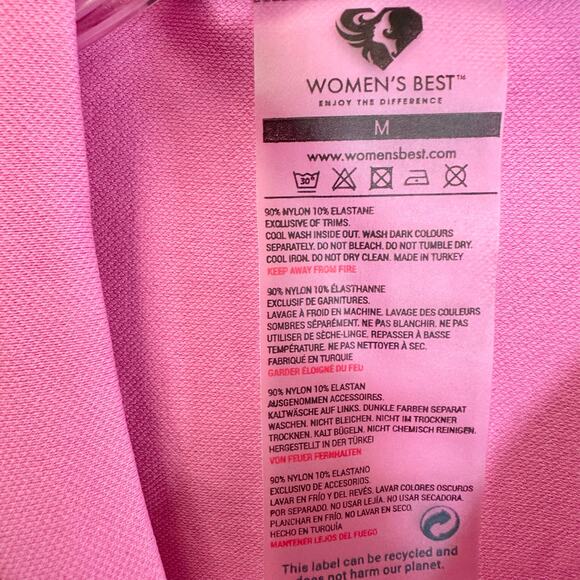 WOMEN'S BEST™
ENJOY THE DIFFERENCE
M
www.womensbest.com
30°
90% NYLON 10% ELASTANE
EXCLUSIVE OF TRIMS.
COOL WASH INSIDE OUT. WASH DARK COLOURS
SEPARATELY. DO NOT BLEACH. DO NOT TUMBLE DRY.
COOL IRON. DO NOT DRY CLEAN. MADE IN TURKEY
KEEP AWAY FROM FIRE
90% NYLON 10% ÉLASTHANNE
EXCLUSIF DE GARNITURES.
LAVAGE À FROID EN MACHINE. LAVAGE DES COULEURS
SOMBRES SÉPARÉMENT. NE PAS BLANCHIR. NE PAS
UTILISER DE SÈCHE-LINGE. REPASSER À BASSE
TEMPÉRATURE. NE PAS NETTOYER À SEC.
FABRIQUÉ EN TURQUIE
GARDER ÉLOIGNÉ DU FEU
90% NYLON 10% ELASTAN
AUSGENOMMEN ACCESSOIRES.
KALTWÄSCHE AUF LINKS. DUNKLE FARBEN SEPARAT
WASCHEN. NICHT BLEICHEN. NICHT IM TROCKNER
TROCKNEN. KALT BÜGELN. NICHT CHEMISCH REINIGEN.
HERGESTELLT IN DER TÜRKEI
VON FEUER FERNHALTEN
90% NYLON 10% ELASTANO
EXCLUSIVO DE ACCESORIOS.
LAVAR EN FRÍO Y DEL REVÉS. LAVAR COLORES OSCUROS
POR SEPARADO. NO USAR LEJÍA. NO USAR SECADORA.
PLANCHAR EN FRÍO. NO LAVAR EN SECO.
HECHO EN TURQUÍA
MANTENER LEJOS DEL FUEGO
This label can be recycled and
does not harm our planet.